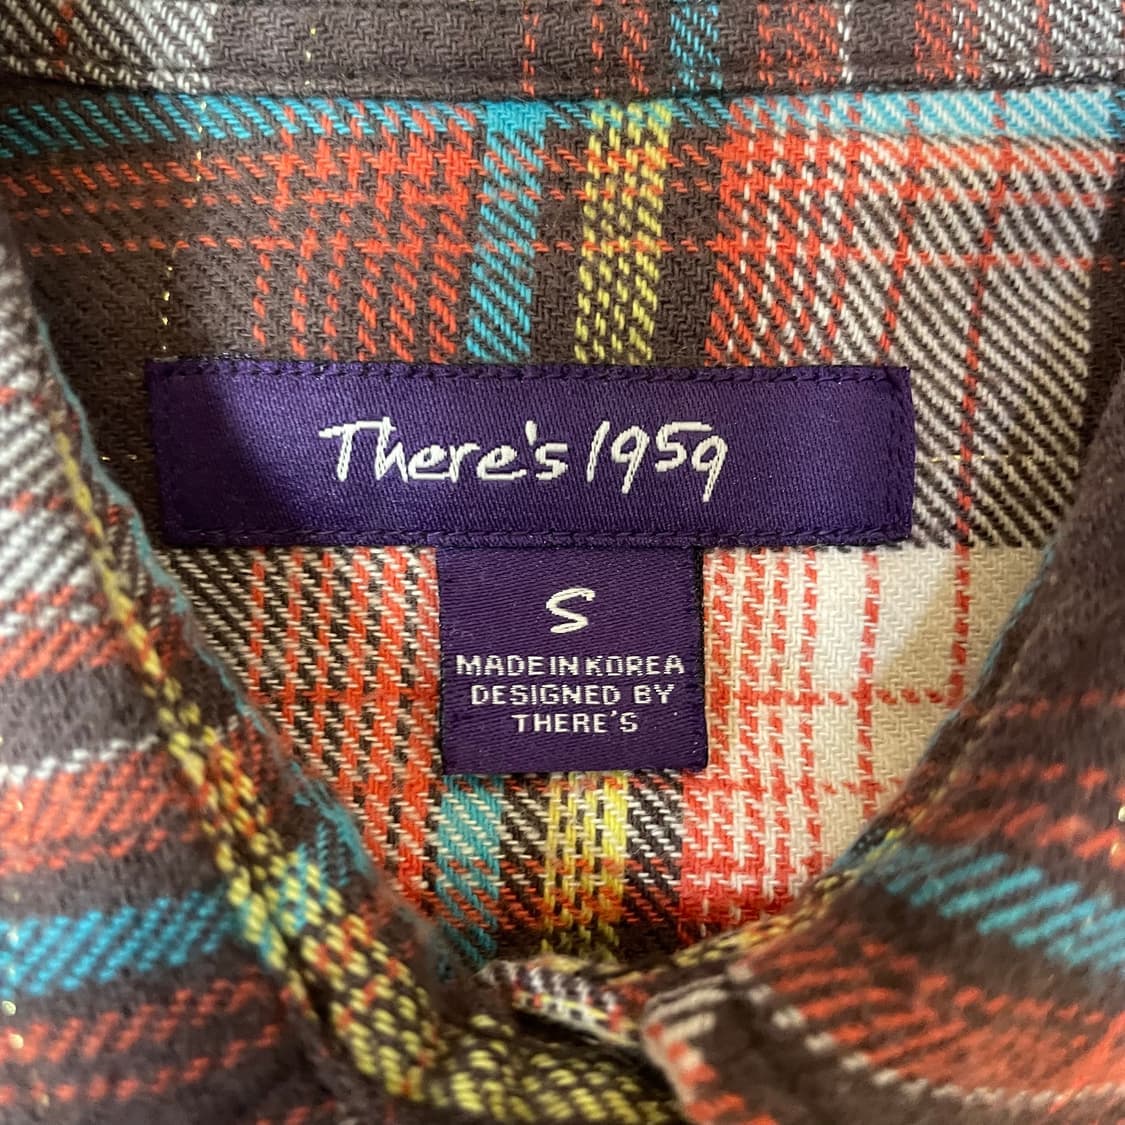 There's 1959
S
MADE IN KOREA
DESIGNED BY
THERE'S